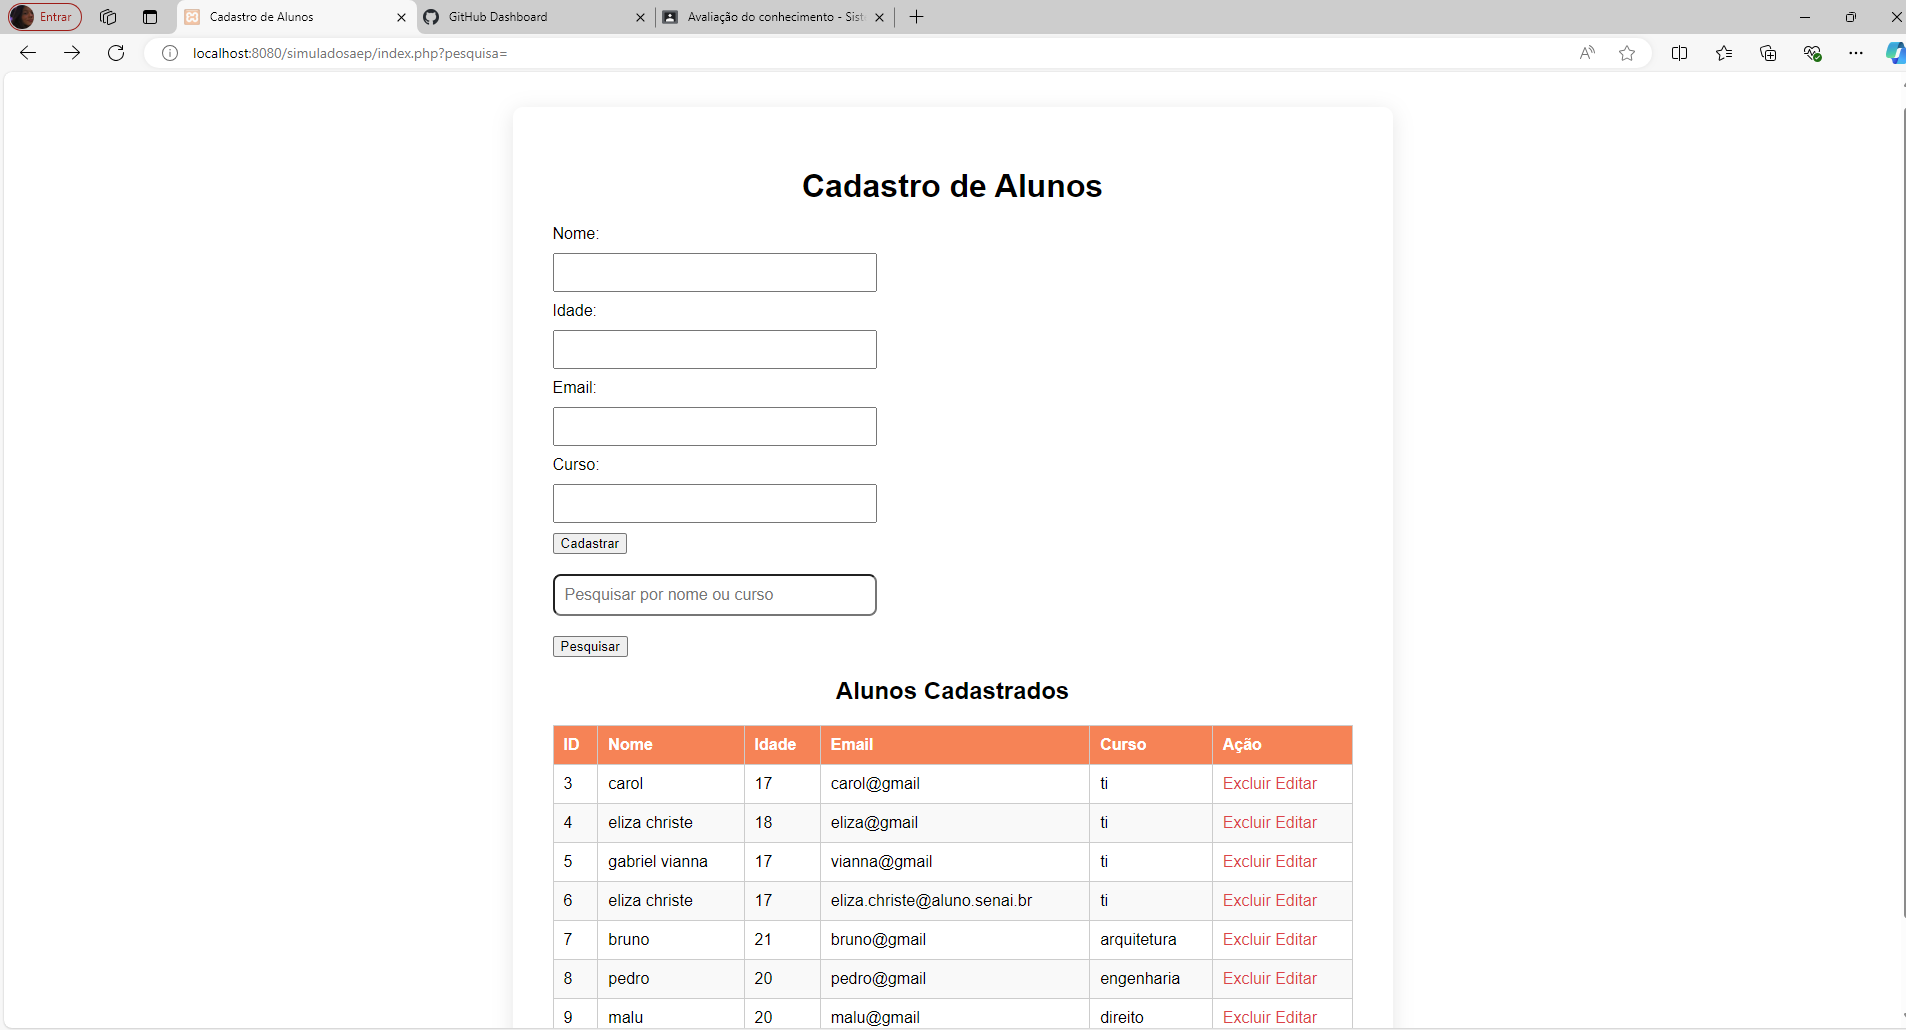 Entrar
Cadastro de Alunos
GitHub Dashboard
Avaliação do conhecimento - Sist
localhost:8080/simuladosaep/index.php?pesquisa=
Cadastro de Alunos
Nome:
Idade:
Email:
Curso:
Cadastrar
Pesquisar por nome ou curso
Pesquisar
Alunos Cadastrados
ID Nome Idade Email Curso Ação
3 carol 17 carol@gmail ti Excluir Editar
4 eliza christe 18 eliza@gmail ti Excluir Editar
5 gabriel vianna 17 vianna@gmail ti Excluir Editar
6 eliza christe 17 eliza.christe@aluno.senai.br ti Excluir Editar
7 bruno 21 bruno@gmail arquitetura Excluir Editar
8 pedro 20 pedro@gmail engenharia Excluir Editar
9 malu 20 malu@gmail direito Excluir Editar